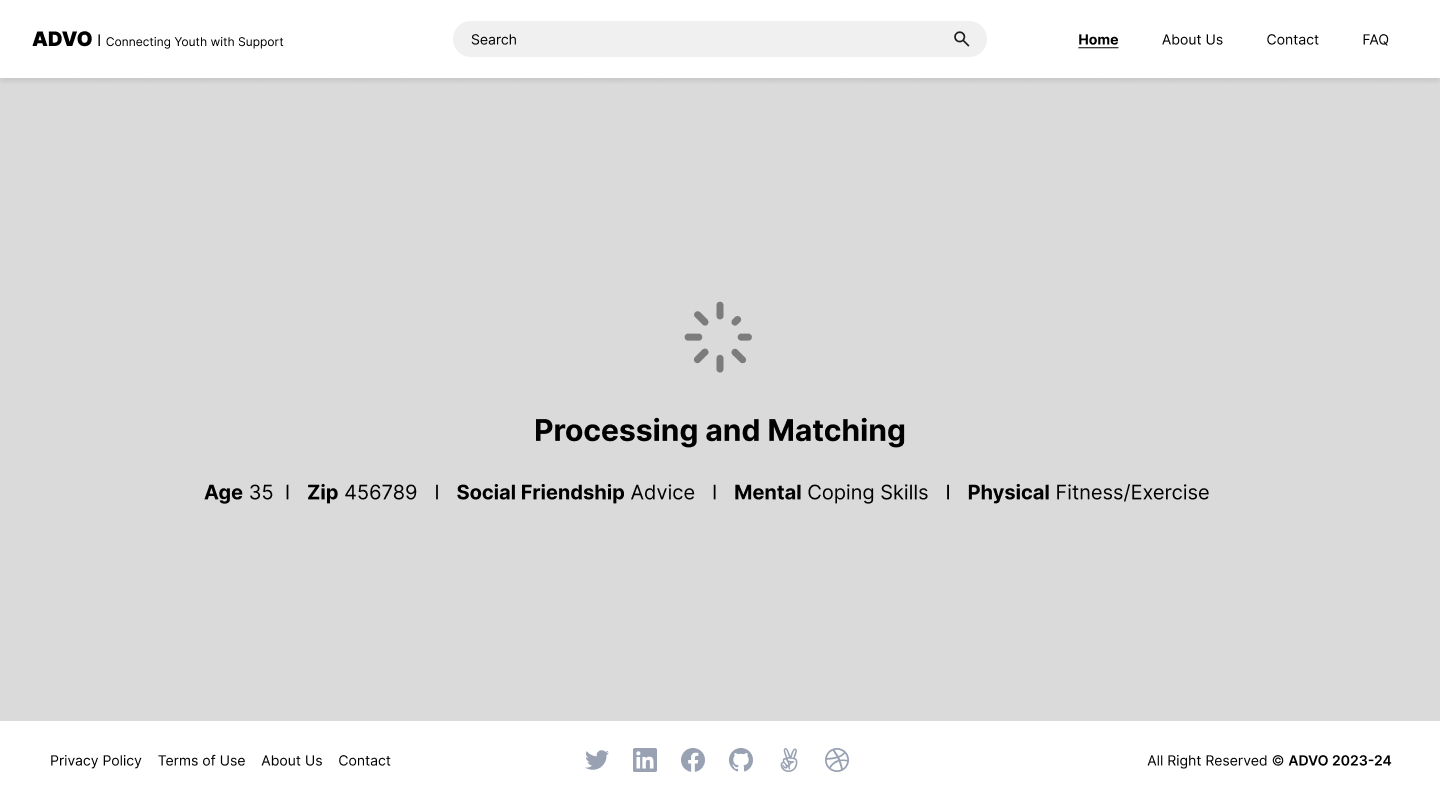 ADVO | Connecting Youth with Support
Search
Home About Us Contact FAQ
Processing and Matching
Age 35 | Zip 456789 | Social Friendship Advice | Mental Coping Skills | Physical Fitness/Exercise
Privacy Policy Terms of Use About Us Contact
All Right Reserved © ADVO 2023-24